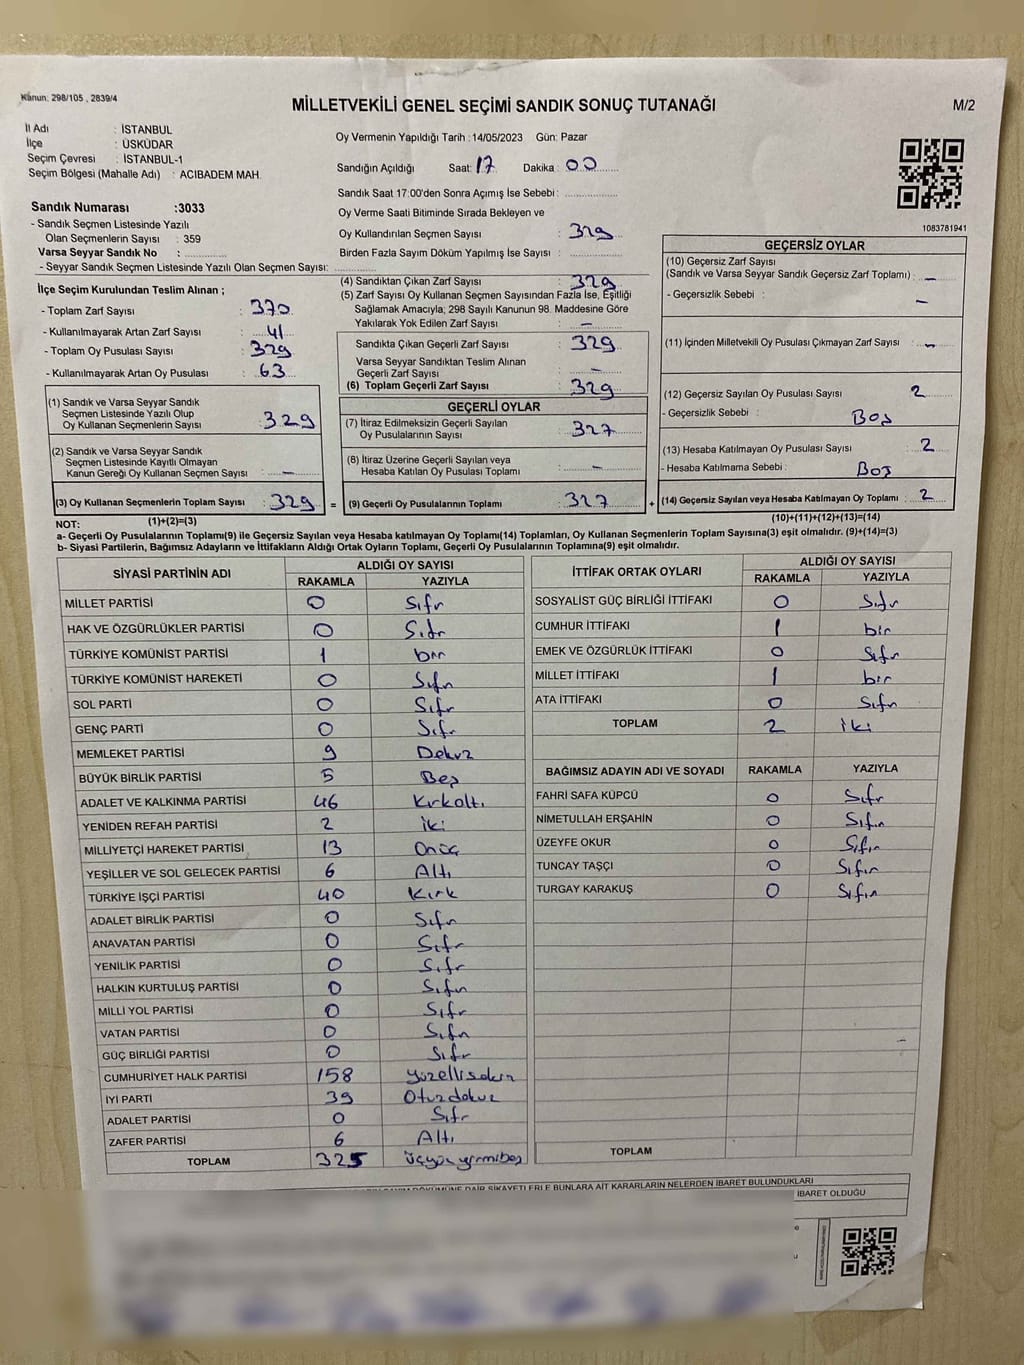 Kanun: 298/105 , 2839/4
MİLLETVEKİLİ GENEL SEÇİMİ SANDIK SONUÇ TUTANAĞI
M/2
İl Adı : İSTANBUL
İlçe : ÜSKÜDAR
Seçim Çevresi : İSTANBUL-1
Seçim Bölgesi (Mahalle Adı) : ACIBADEM MAH.
Sandık Numarası :3033
- Sandık Seçmen Listesinde Yazılı
Olan Seçmenlerin Sayısı : 359
Varsa Seyyar Sandık No :
- Seyyar Sandık Seçmen Listesinde Yazılı Olan Seçmen Sayısı:
Oy Vermenin Yapıldığı Tarih :14/05/2023 Gün: Pazar
Sandığın Açıldığı Saat: 17 Dakika : 00
Sandık Saat 17:00'den Sonra Açımış İse Sebebi :
Oy Verme Saati Bitiminde Sırada Bekleyen ve
Oy Kullandırılan Seçmen Sayısı : 329
Birden Fazla Sayım Döküm Yapılmış İse Sayısı :
1083781941
İlçe Seçim Kurulundan Teslim Alınan ;
- Toplam Zarf Sayısı : 370
- Kullanılmayarak Artan Zarf Sayısı : 41
- Toplam Oy Pusulası Sayısı : 329
- Kullanılmayarak Artan Oy Pusulası : 63
(1) Sandık ve Varsa Seyyar Sandık
Seçmen Listesinde Yazılı Olup
Oy Kullanan Seçmenlerin Sayısı : 329
(2) Sandık ve Varsa Seyyar Sandık
Seçmen Listesinde Kayıtlı Olmayan
Kanun Gereği Oy Kullanan Seçmen Sayısı : –
(3) Oy Kullanan Seçmenlerin Toplam Sayısı : 329
(4) Sandıktan Çıkan Zarf Sayısı : 329
(5) Zarf Sayısı Oy Kullanan Seçmen Sayısından Fazla İse, Eşitliği
Sağlamak Amacıyla; 298 Sayılı Kanunun 98. Maddesine Göre
Yakılarak Yok Edilen Zarf Sayısı : –
Sandıkta Çıkan Geçerli Zarf Sayısı : 329
Varsa Seyyar Sandıktan Teslim Alınan
Geçerli Zarf Sayısı : –
(6) Toplam Geçerli Zarf Sayısı : 329
GEÇERLİ OYLAR
(7) İtiraz Edilmeksizin Geçerli Sayılan
Oy Pusulalarının Sayısı : 327
(8) İtiraz Üzerine Geçerli Sayılan veya
Hesaba Katılan Oy Pusulası Toplamı : –
= (9) Geçerli Oy Pusulalarının Toplamı : 327 +
GEÇERSİZ OYLAR
(10) Geçersiz Zarf Sayısı
(Sandık ve Varsa Seyyar Sandık Geçersiz Zarf Toplamı) : –
- Geçersizlik Sebebi : –
(11) İçinden Milletvekili Oy Pusulası Çıkmayan Zarf Sayısı : –
(12) Geçersiz Sayılan Oy Pusulası Sayısı : 2
- Geçersizlik Sebebi : Boş
(13) Hesaba Katılmayan Oy Pusulası Sayısı : 2
- Hesaba Katılmama Sebebi : Boş
(14) Geçersiz Sayılan veya Hesaba Katılmayan Oy Toplamı : 2
NOT: (1)+(2)=(3)
(10)+(11)+(12)+(13)=(14)
a- Geçerli Oy Pusulalarının Toplamı(9) ile Geçersiz Sayılan veya Hesaba katılmayan Oy Toplamı(14) Toplamları, Oy Kullanan Seçmenlerin Toplam Sayısına(3) eşit olmalıdır. (9)+(14)=(3)
b- Siyasi Partilerin, Bağımsız Adayların ve İttifakların Aldığı Ortak Oyların Toplamı, Geçerli Oy Pusulalarının Toplamına(9) eşit olmalıdır.
SİYASİ PARTİNİN ADI ALDIĞI OY SAYISI
RAKAMLA YAZIYLA
MİLLET PARTİSİ 0 Sıfr
HAK VE ÖZGÜRLÜKLER PARTİSİ 0 Sıfr
TÜRKİYE KOMÜNİST PARTİSİ 1 bir
TÜRKİYE KOMÜNİST HAREKETİ 0 Sıfır
SOL PARTİ 0 Sıfr
GENÇ PARTİ 0 Sıfr
MEMLEKET PARTİSİ 9 Dokuz
BÜYÜK BİRLİK PARTİSİ 5 Beş
ADALET VE KALKINMA PARTİSİ 46 Kırkaltı
YENİDEN REFAH PARTİSİ 2 iki
MİLLİYETÇİ HAREKET PARTİSİ 13 Onüç
YEŞİLLER VE SOL GELECEK PARTİSİ 6 Altı
TÜRKİYE İŞÇİ PARTİSİ 40 Kırk
ADALET BİRLİK PARTİSİ 0 Sıfr
ANAVATAN PARTİSİ 0 Sıfr
YENİLİK PARTİSİ 0 Sıfr
HALKIN KURTULUŞ PARTİSİ 0 Sıfır
MİLLİ YOL PARTİSİ 0 Sıfr
VATAN PARTİSİ 0 Sıfır
GÜÇ BİRLİĞİ PARTİSİ 0 Sıfr
CUMHURİYET HALK PARTİSİ 158 yüzellisekiz
İYİ PARTİ 39 Otuzdokuz
ADALET PARTİSİ 0 Sıfr
ZAFER PARTİSİ 6 Altı
TOPLAM 325 üçyüzyirmibeş
İTTİFAK ORTAK OYLARI ALDIĞI OY SAYISI
RAKAMLA YAZIYLA
SOSYALİST GÜÇ BİRLİĞİ İTTİFAKI 0 Sıfr
CUMHUR İTTİFAKI 1 bir
EMEK VE ÖZGÜRLÜK İTTİFAKI 0 Sıfr
MİLLET İTTİFAKI 1 bir
ATA İTTİFAKI 0 Sıfır
TOPLAM 2 iki
BAĞIMSIZ ADAYIN ADI VE SOYADI RAKAMLA YAZIYLA
FAHRİ SAFA KÜPCÜ 0 Sıfr
NİMETULLAH ERŞAHİN 0 Sıfır
ÜZEYFE OKUR 0 Sıfır
TUNCAY TAŞÇI 0 Sıfır
TURGAY KARAKUŞ 0 Sıfır
TOPLAM
DÖKÜMÜNE DAİR ŞİKAYETLERLE BUNLARA AİT KARARLARIN NELERDEN İBARET BULUNDUKLARI
İBARET OLDUĞU